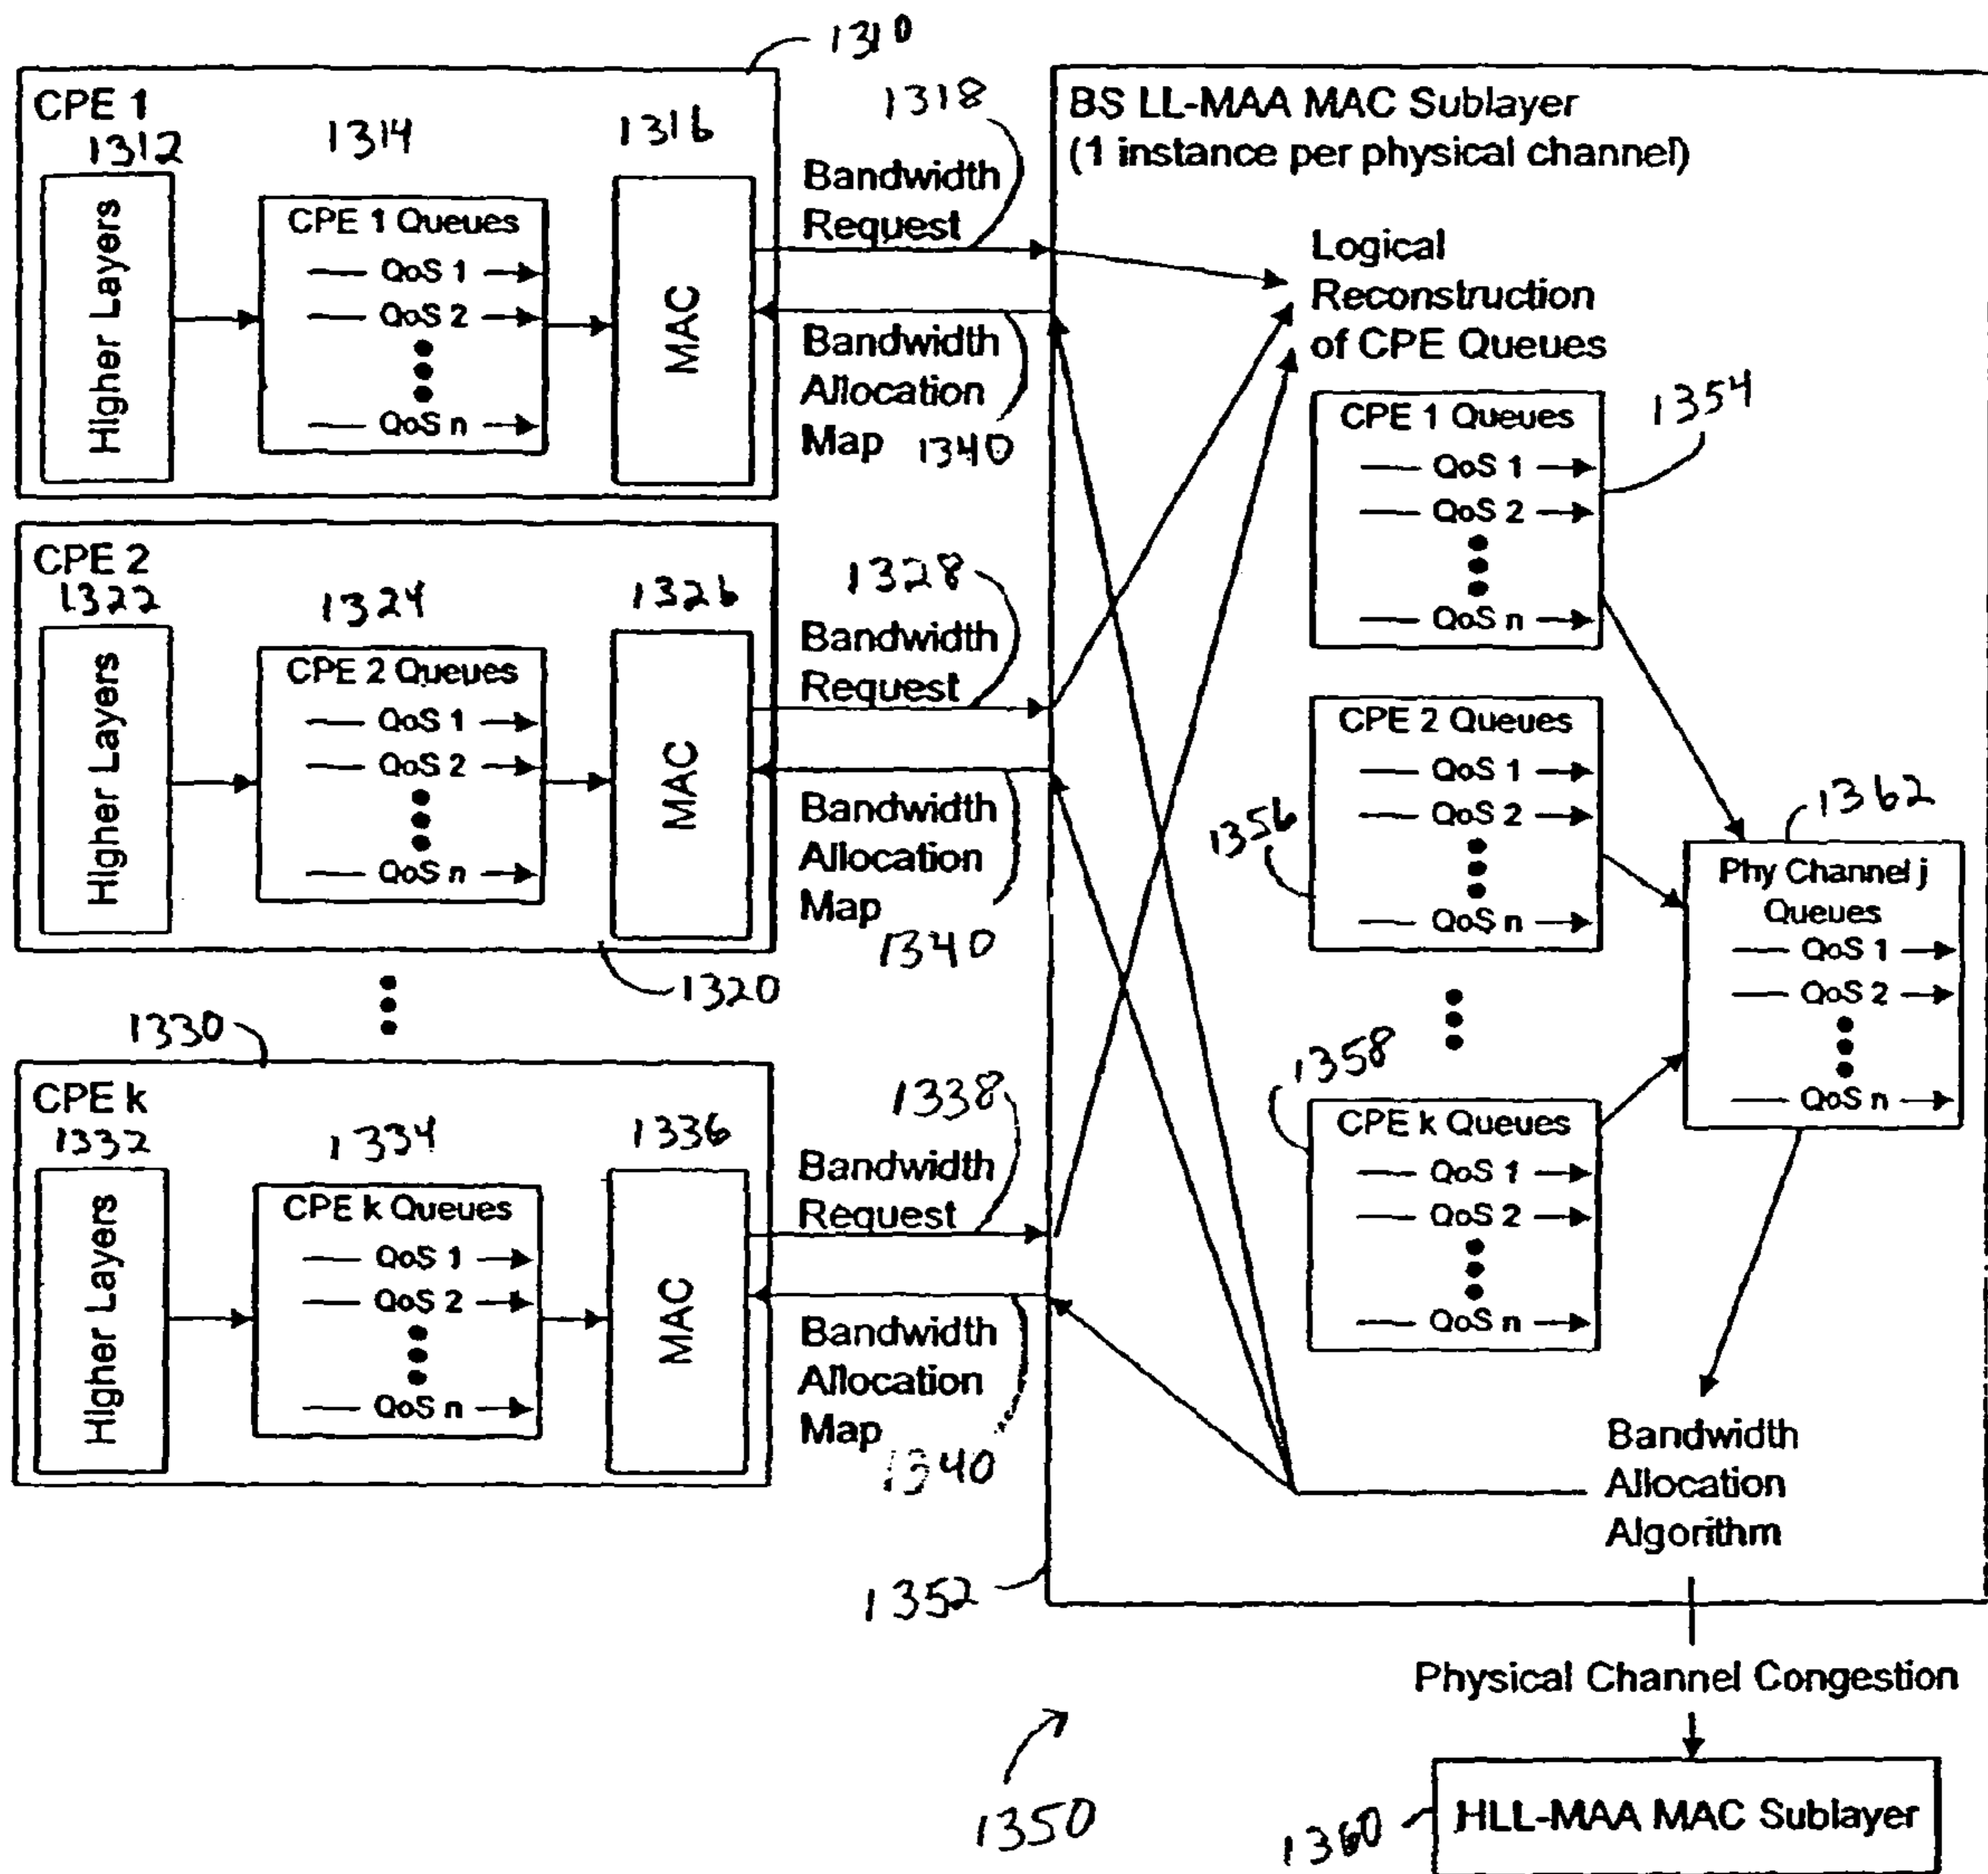 1310
CPE 1
1312
1314
1316
Higher Layers
CPE 1 Queues
QoS 1
QoS 2
QoS n
MAC
1318
Bandwidth
Request
Bandwidth
Allocation
Map 1340
CPE 2
1322
1324
1326
Higher Layers
CPE 2 Queues
QoS 1
QoS 2
QoS n
MAC
1320
1328
Bandwidth
Request
Bandwidth
Allocation
Map
1340
1330
CPE k
1332
1334
1336
Higher Layers
CPE k Queues
QoS 1
QoS 2
QoS n
MAC
1338
Bandwidth
Request
Bandwidth
Allocation
Map
1340
BS LL-MAA MAC Sublayer
(1 instance per physical channel)
Logical
Reconstruction
of CPE Queues
1354
CPE 1 Queues
QoS 1
QoS 2
QoS n
1356
CPE 2 Queues
QoS 1
QoS 2
QoS n
1358
CPE k Queues
QoS 1
QoS 2
QoS n
1362
Phy Channel j
Queues
QoS 1
QoS 2
QoS n
Bandwidth
Allocation
Algorithm
1352
Physical Channel Congestion
1350
1360
HLL-MAA MAC Sublayer